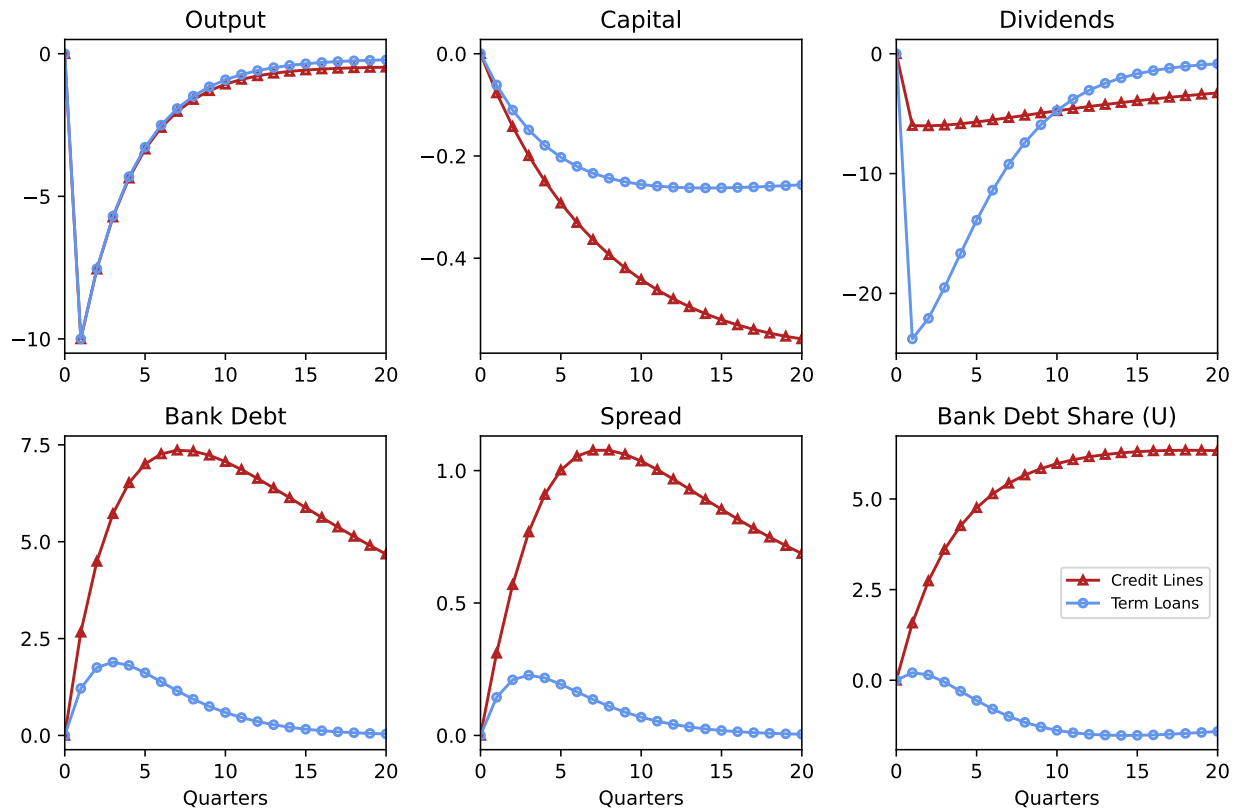 Output
Capital
Dividends
0
−5
−10
0 5 10 15 20
0.0
−0.2
−0.4
0 5 10 15 20
0
−10
−20
0 5 10 15 20
Bank Debt
Spread
Bank Debt Share (U)
7.5
5.0
2.5
0.0
0 5 10 15 20
Quarters
1.0
0.5
0.0
0 5 10 15 20
Quarters
5.0
2.5
0.0
Credit Lines
Term Loans
0 5 10 15 20
Quarters